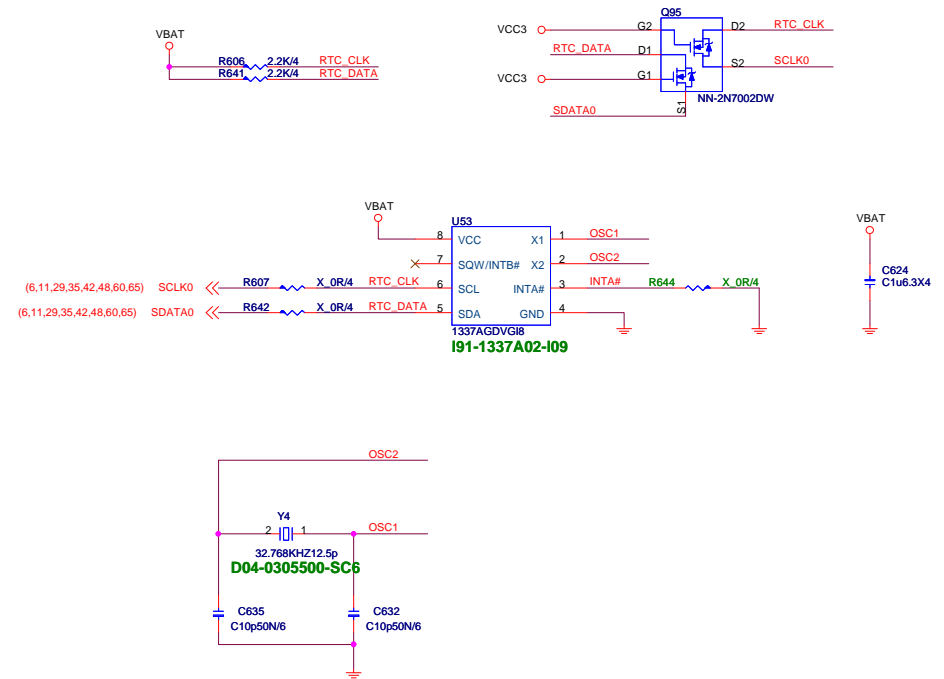 VBAT
R606 2.2K/4 RTC_CLK
R641 2.2K/4 RTC_DATA
Q95
VCC3 G2 D2 RTC_CLK
RTC_DATA D1
S2 SCLK0
VCC3 G1
NN-2N7002DW
SDATA0 S1
VBAT
U53
8 VCC X1 1 OSC1
7 SQW/INTB# X2 2 OSC2
(6,11,29,35,42,48,60,65) SCLK0 R607 X_0R/4 RTC_CLK 6 SCL INTA# 3 INTA# R644 X_0R/4
(6,11,29,35,42,48,60,65) SDATA0 R642 X_0R/4 RTC_DATA 5 SDA GND 4
1337AGDVGI8
I91-1337A02-I09
VBAT
C624
C1u6.3X4
OSC2
Y4
2 1 OSC1
32.768KHZ12.5p
D04-0305500-SC6
C635 C632
C10p50N/6 C10p50N/6